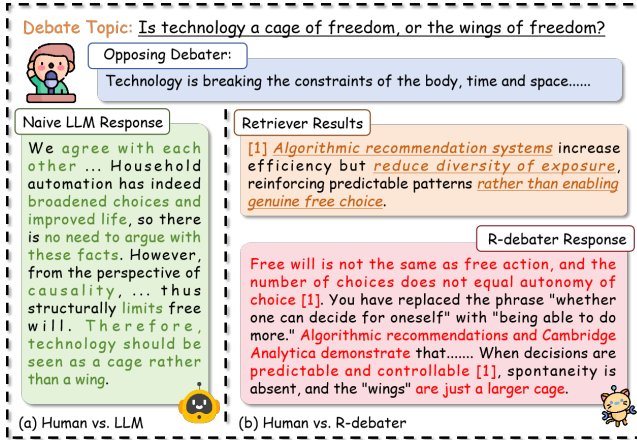 Debate Topic: Is technology a cage of freedom, or the wings of freedom?
Opposing Debater:
Technology is breaking the constraints of the body, time and space......
Naive LLM Response
We agree with each
other ... Household
automation has indeed
broadened choices and
improved life, so there
is no need to argue with
these facts. However,
from the perspective of
causality, ... thus
structurally limits free
will. Therefore,
technology should be
seen as a cage rather
than a wing.
(a) Human vs. LLM
Retriever Results
[1] Algorithmic recommendation systems increase
efficiency but reduce diversity of exposure,
reinforcing predictable patterns rather than enabling
genuine free choice.
R-debater Response
Free will is not the same as free action, and the
number of choices does not equal autonomy of
choice [1]. You have replaced the phrase "whether
one can decide for oneself" with "being able to do
more." Algorithmic recommendations and Cambridge
Analytica demonstrate that....... When decisions are
predictable and controllable [1], spontaneity is
absent, and the "wings" are just a larger cage.
(b) Human vs. R-debater